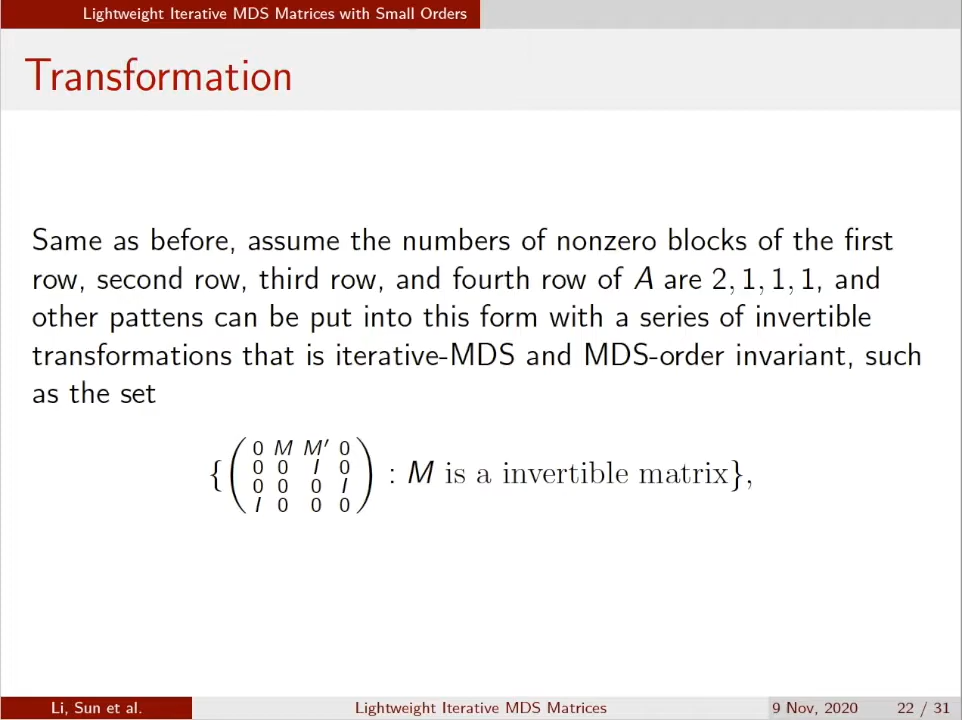 Lightweight Iterative MDS Matrices with Small Orders
Transformation
Same as before, assume the numbers of nonzero blocks of the first
row, second row, third row, and fourth row of A are 2, 1, 1, 1, and
other pattens can be put into this form with a series of invertible
transformations that is iterative-MDS and MDS-order invariant, such
as the set
0 M M′ 0
0 0 I 0
{( 0 0 0 I ) : M is a invertible matrix},
I 0 0 0
Li, Sun et al. Lightweight Iterative MDS Matrices 9 Nov, 2020 22 / 31